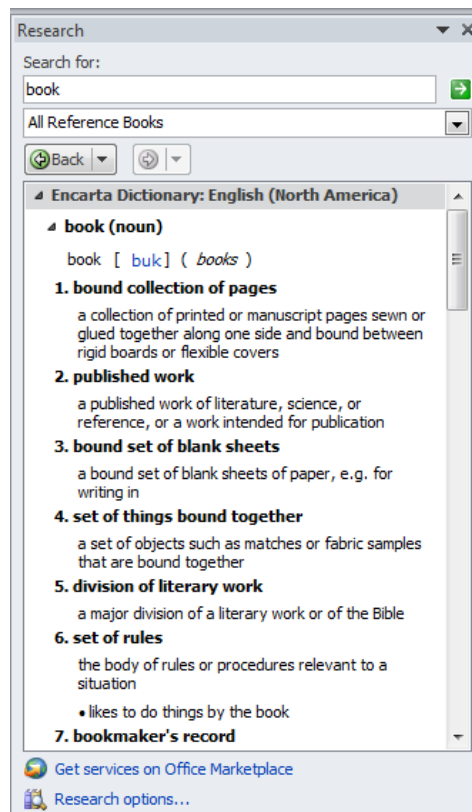 Research
Search for:
book
All Reference Books
Back
Encarta Dictionary: English (North America)
book (noun)
book [ buk] ( books )
1. bound collection of pages
a collection of printed or manuscript pages sewn or
glued together along one side and bound between
rigid boards or flexible covers
2. published work
a published work of literature, science, or
reference, or a work intended for publication
3. bound set of blank sheets
a bound set of blank sheets of paper, e.g. for
writing in
4. set of things bound together
a set of objects such as matches or fabric samples
that are bound together
5. division of literary work
a major division of a literary work or of the Bible
6. set of rules
the body of rules or procedures relevant to a
situation
• likes to do things by the book
7. bookmaker's record
Get services on Office Marketplace
Research options...